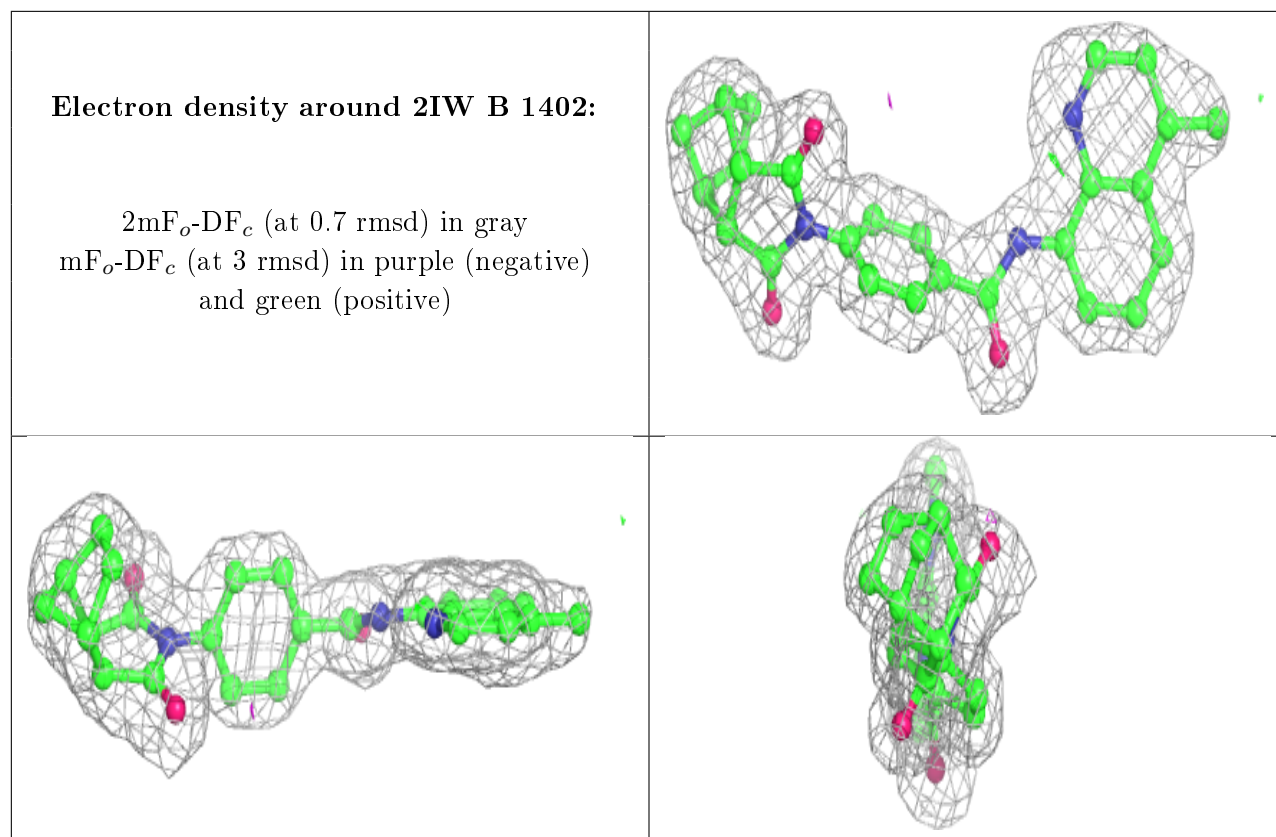 Electron density around 2IW B 1402:
2mFo-DFc (at 0.7 rmsd) in gray
mFo-DFc (at 3 rmsd) in purple (negative)
and green (positive)